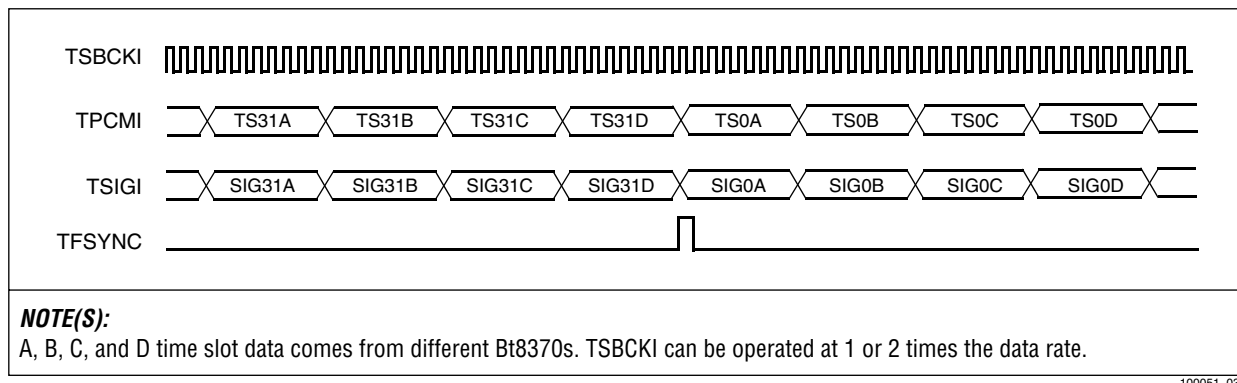 TSBCKI
TPCMI TS31A TS31B TS31C TS31D TS0A TS0B TS0C TS0D
TSIGI SIG31A SIG31B SIG31C SIG31D SIG0A SIG0B SIG0C SIG0D
TFSYNC
NOTE(S):
A, B, C, and D time slot data comes from different Bt8370s. TSBCKI can be operated at 1 or 2 times the data rate.